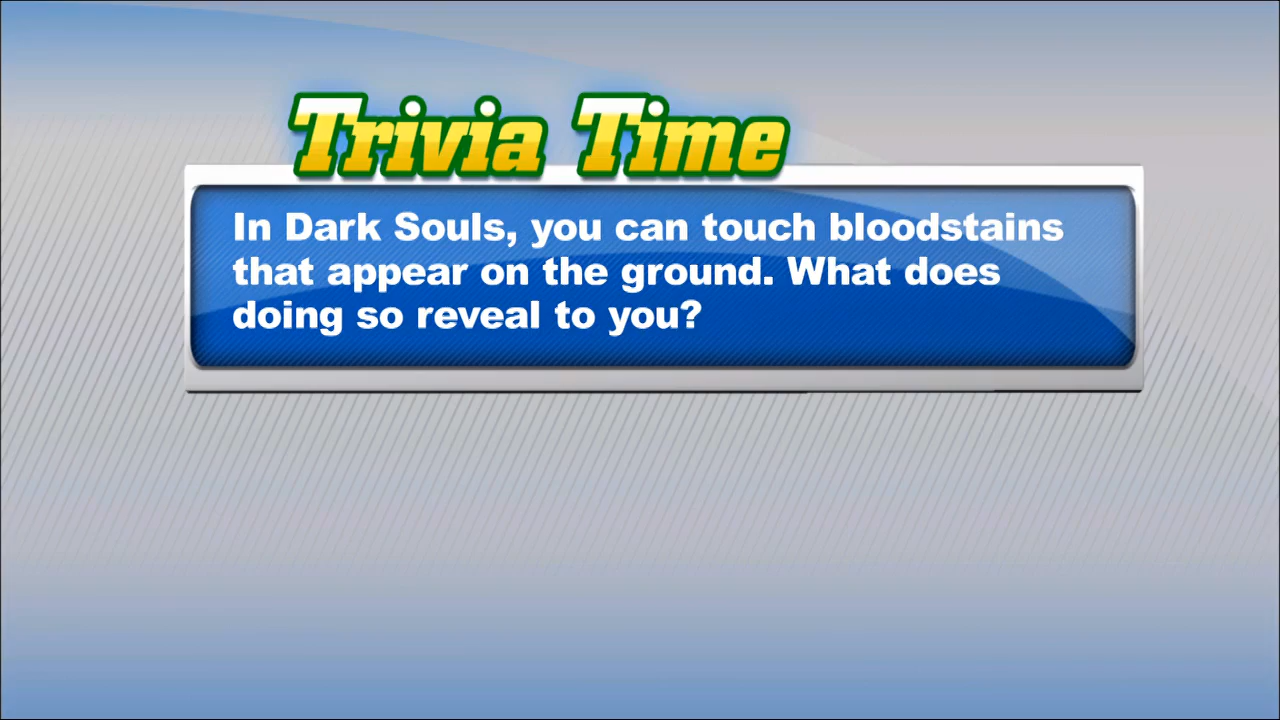 Trivia Time
In Dark Souls, you can touch bloodstains
that appear on the ground. What does
doing so reveal to you?